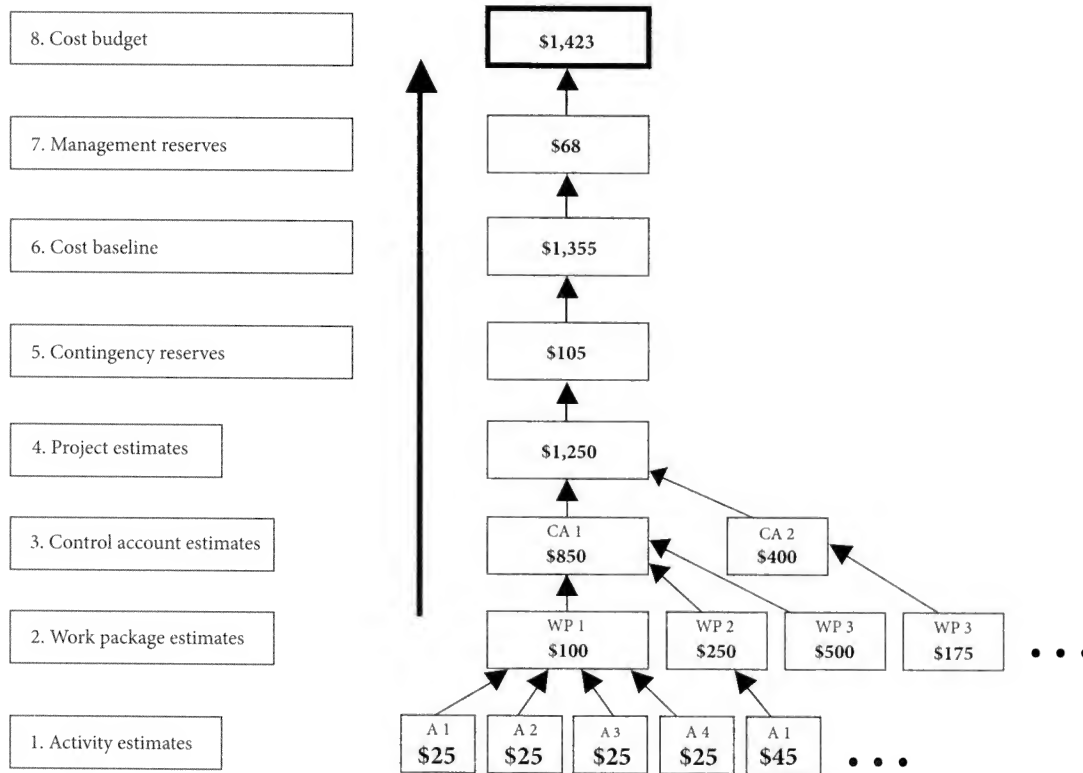 8. Cost budget
$1,423
7. Management reserves
$68
6. Cost baseline
$1,355
5. Contingency reserves
$105
4. Project estimates
$1,250
3. Control account estimates
CA 1
$850
CA 2
$400
2. Work package estimates
WP 1
$100
WP 2
$250
WP 3
$500
WP 3
$175
• • •
1. Activity estimates
A 1
$25
A 2
$25
A 3
$25
A 4
$25
A 1
$45
• • •